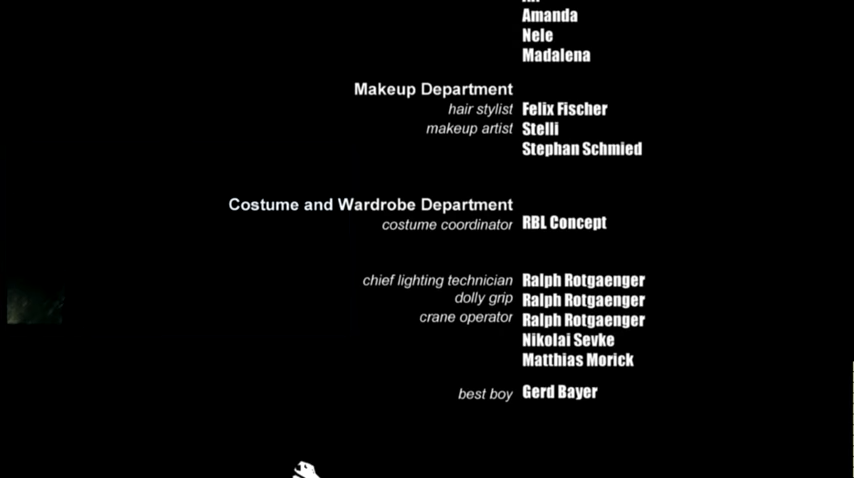 Amanda
Nele
Madalena
Makeup Department
hair stylist Felix Fischer
makeup artist Stelli
Stephan Schmied
Costume and Wardrobe Department
costume coordinator RBL Concept
chief lighting technician Ralph Rotgaenger
dolly grip Ralph Rotgaenger
crane operator Ralph Rotgaenger
Nikolai Sevke
Matthias Morick
best boy Gerd Bayer